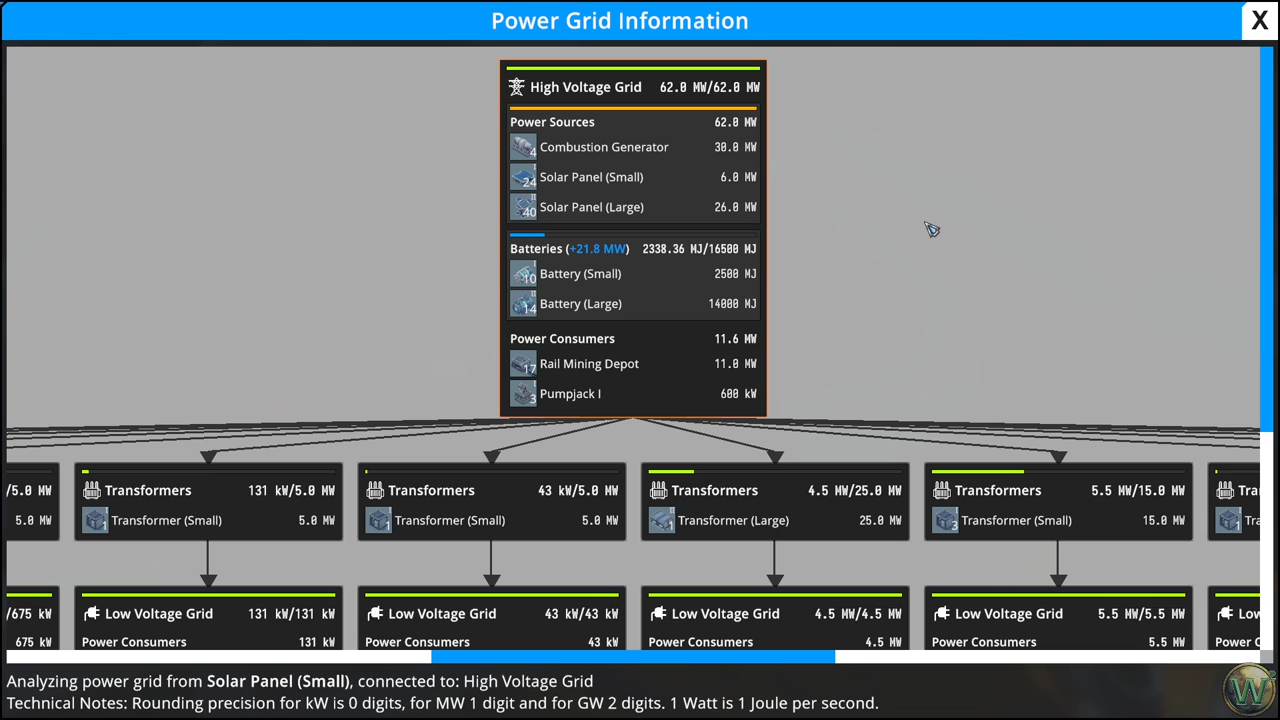 Power Grid Information
X
High Voltage Grid 62.0 MW/62.0 MW
Power Sources 62.0 MW
4 Combustion Generator 30.0 MW
I 24 Solar Panel (Small) 6.0 MW
II 40 Solar Panel (Large) 26.0 MW
Batteries (+21.8 MW) 2338.36 MJ/16500 MJ
I 10 Battery (Small) 2500 MJ
II 14 Battery (Large) 14000 MJ
Power Consumers 11.6 MW
17 Rail Mining Depot 11.0 MW
I 3 Pumpjack I 600 kW
/5.0 MW Transformers 131 kW/5.0 MW Transformers 43 kW/5.0 MW Transformers 4.5 MW/25.0 MW Transformers 5.5 MW/15.0 MW Tra
5.0 MW I 1 Transformer (Small) 5.0 MW I 1 Transformer (Small) 5.0 MW II 1 Transformer (Large) 25.0 MW I 3 Transformer (Small) 15.0 MW I 1 Tra
/675 kW Low Voltage Grid 131 kW/131 kW Low Voltage Grid 43 kW/43 kW Low Voltage Grid 4.5 MW/4.5 MW Low Voltage Grid 5.5 MW/5.5 MW Low
675 kW Power Consumers 131 kW Power Consumers 43 kW Power Consumers 4.5 MW Power Consumers 5.5 MW Power C
Analyzing power grid from Solar Panel (Small), connected to: High Voltage Grid
Technical Notes: Rounding precision for kW is 0 digits, for MW 1 digit and for GW 2 digits. 1 Watt is 1 Joule per second.
W